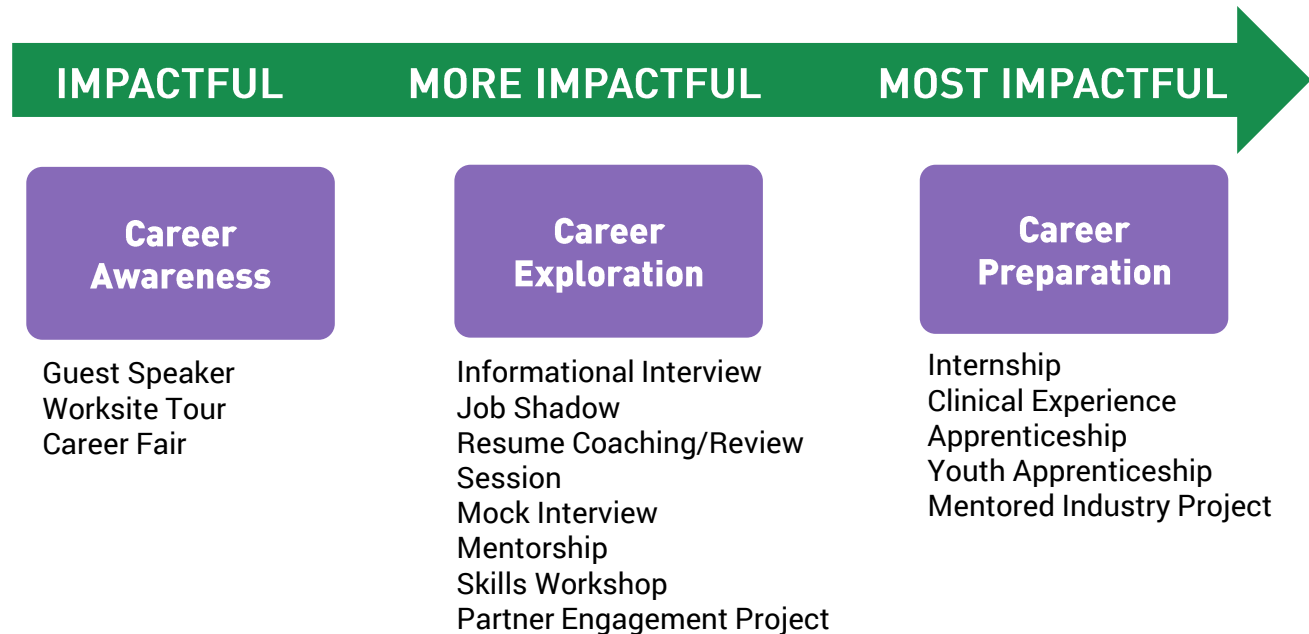 IMPACTFUL
MORE IMPACTFUL
MOST IMPACTFUL
Career
Awareness
Guest Speaker
Worksite Tour
Career Fair
Career
Exploration
Informational Interview
Job Shadow
Resume Coaching/Review
Session
Mock Interview
Mentorship
Skills Workshop
Partner Engagement Project
Career
Preparation
Internship
Clinical Experience
Apprenticeship
Youth Apprenticeship
Mentored Industry Project